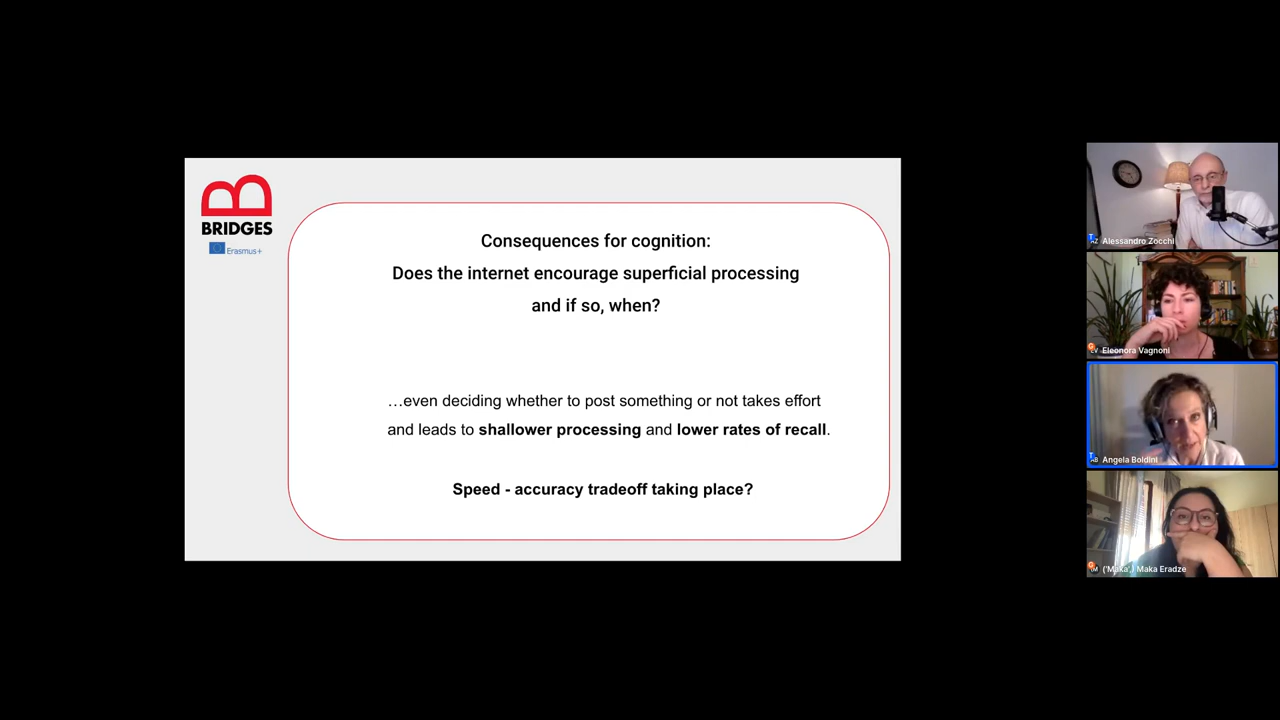 BRIDGES
Erasmus+
Consequences for cognition:
Does the internet encourage superficial processing
and if so, when?
…even deciding whether to post something or not takes effort
and leads to shallower processing and lower rates of recall.
Speed - accuracy tradeoff taking place?
Alessandro Zocchi
Eleonora Vagnoni
Angela Boldini
('Maka') Maka Eradze